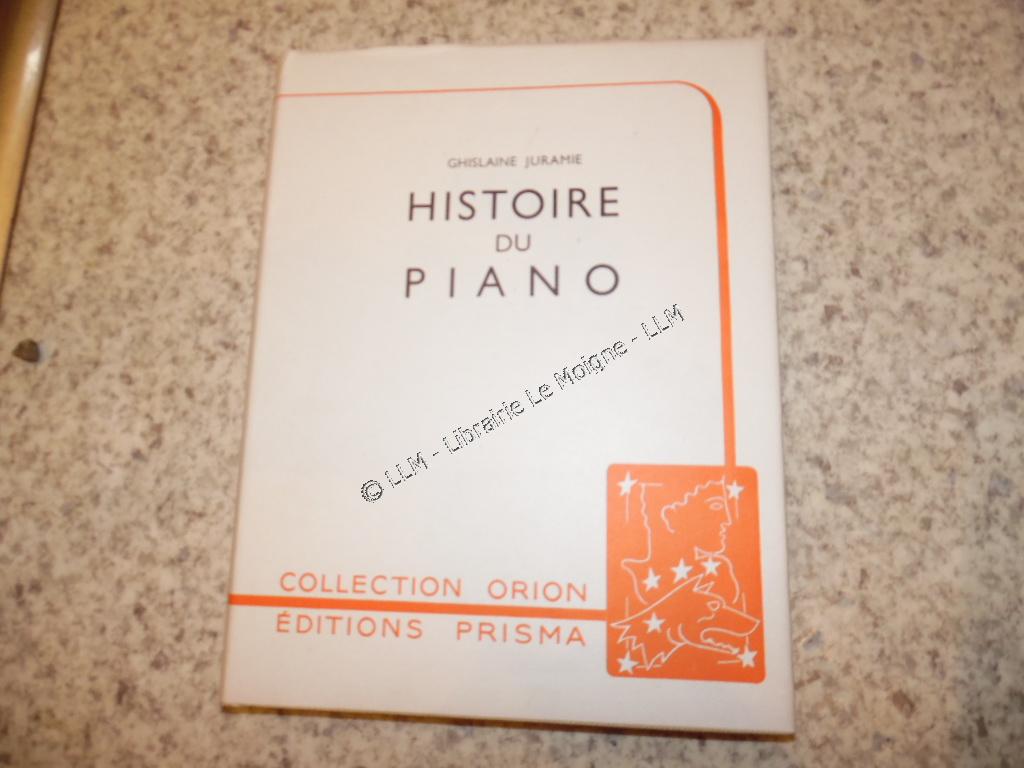 GHISLAINE JURAMIE
HISTOIRE
DU
PIANO
© LLM - Librairie Le Moigne - LLM
COLLECTION ORION
ÉDITIONS PRISMA